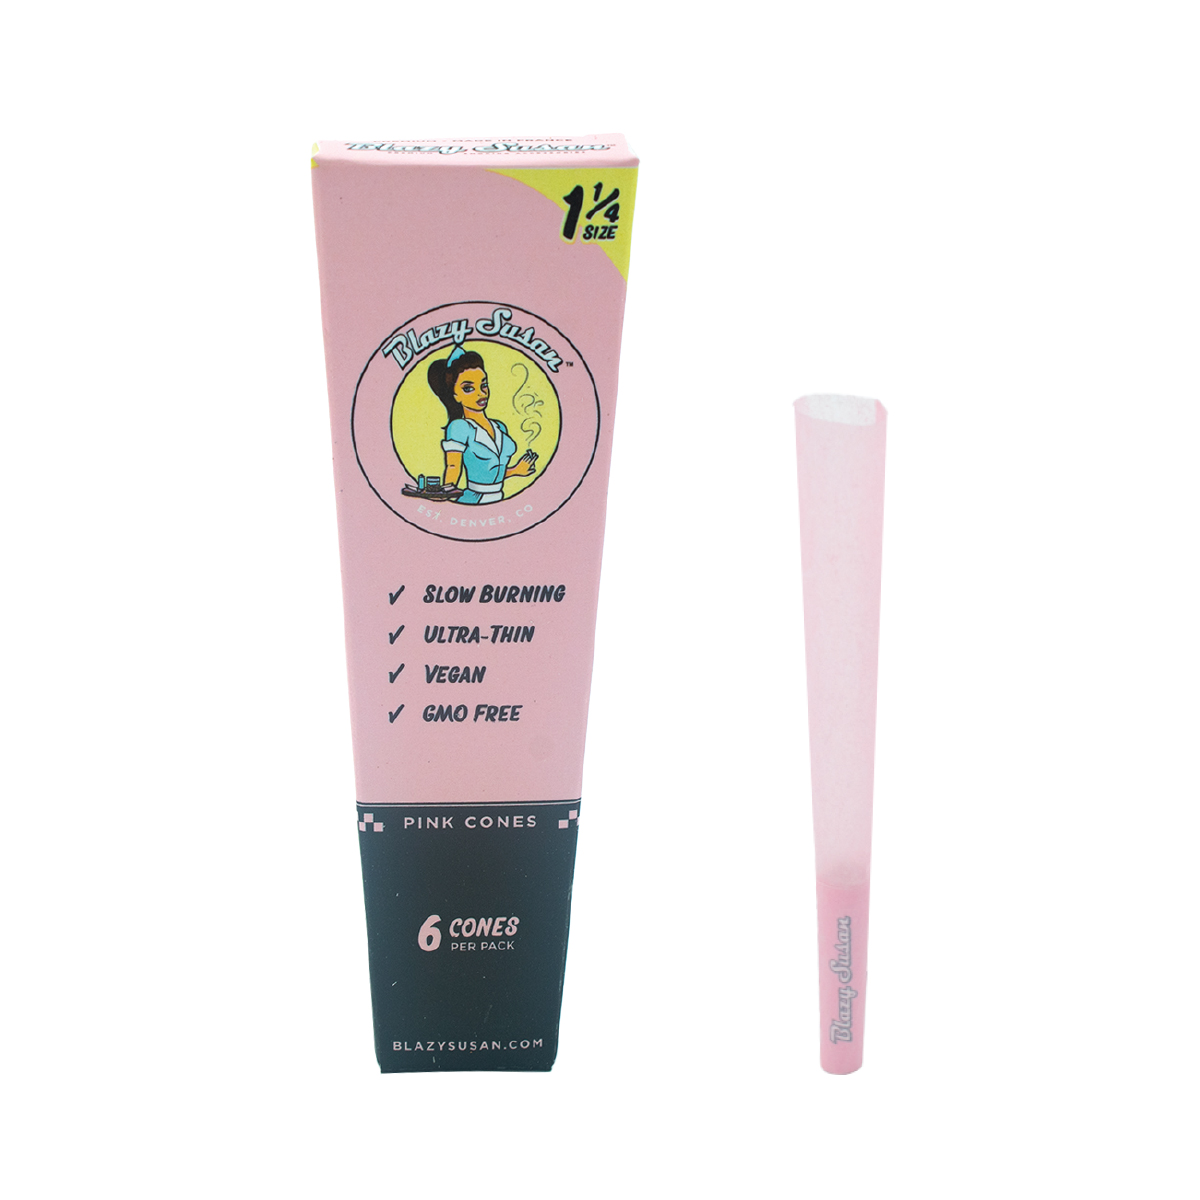 Blazy Susan
1 1/4
SIZE
Blazy Susan™
EST. DENVER, CO
✓ SLOW BURNING
✓ ULTRA-THIN
✓ VEGAN
✓ GMO FREE
PINK CONES
6 CONES
PER PACK
BLAZYSUSAN.COM
Blazy Susan